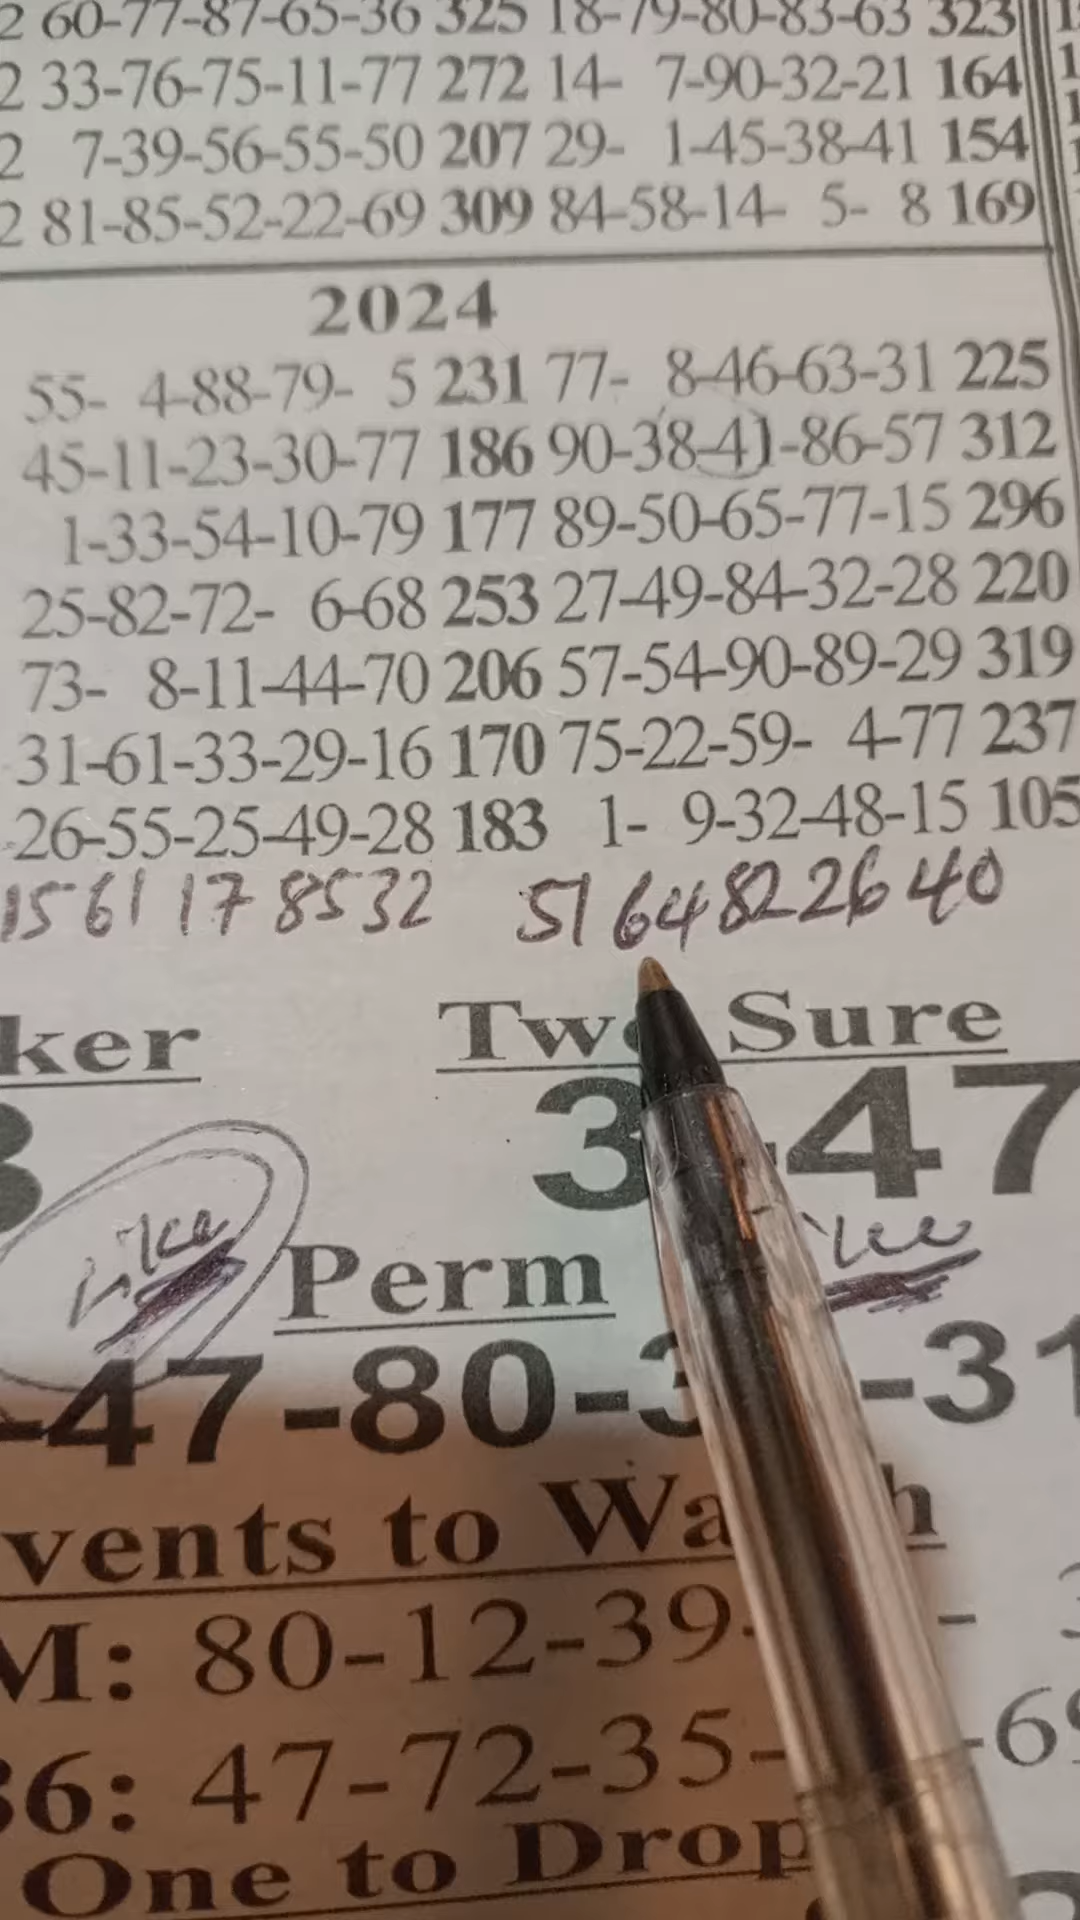 2 60-77-87-65-36 325 18-79-80-83-63 323
2 33-76-75-11-77 272 14- 7-90-32-21 164
2 7-39-56-55-50 207 29- 1-45-38-41 154
2 81-85-52-22-69 309 84-58-14- 5- 8 169
2024
55- 4-88-79- 5 231 77- 8-46-63-31 225
45-11-23-30-77 186 90-38-41-86-57 312
1-33-54-10-79 177 89-50-65-77-15 296
25-82-72- 6-68 253 27-49-84-32-28 220
73- 8-11-44-70 206 57-54-90-89-29 319
31-61-33-29-16 170 75-22-59- 4-77 237
26-55-25-49-28 183 1- 9-32-48-15 105
15 61 17 85 32 51 64 82 26 40
ker Sure
3 -47
Perm
-47-80- -31
vents to
M: 80-12-39-
6: 47-72-35-
One to Drop